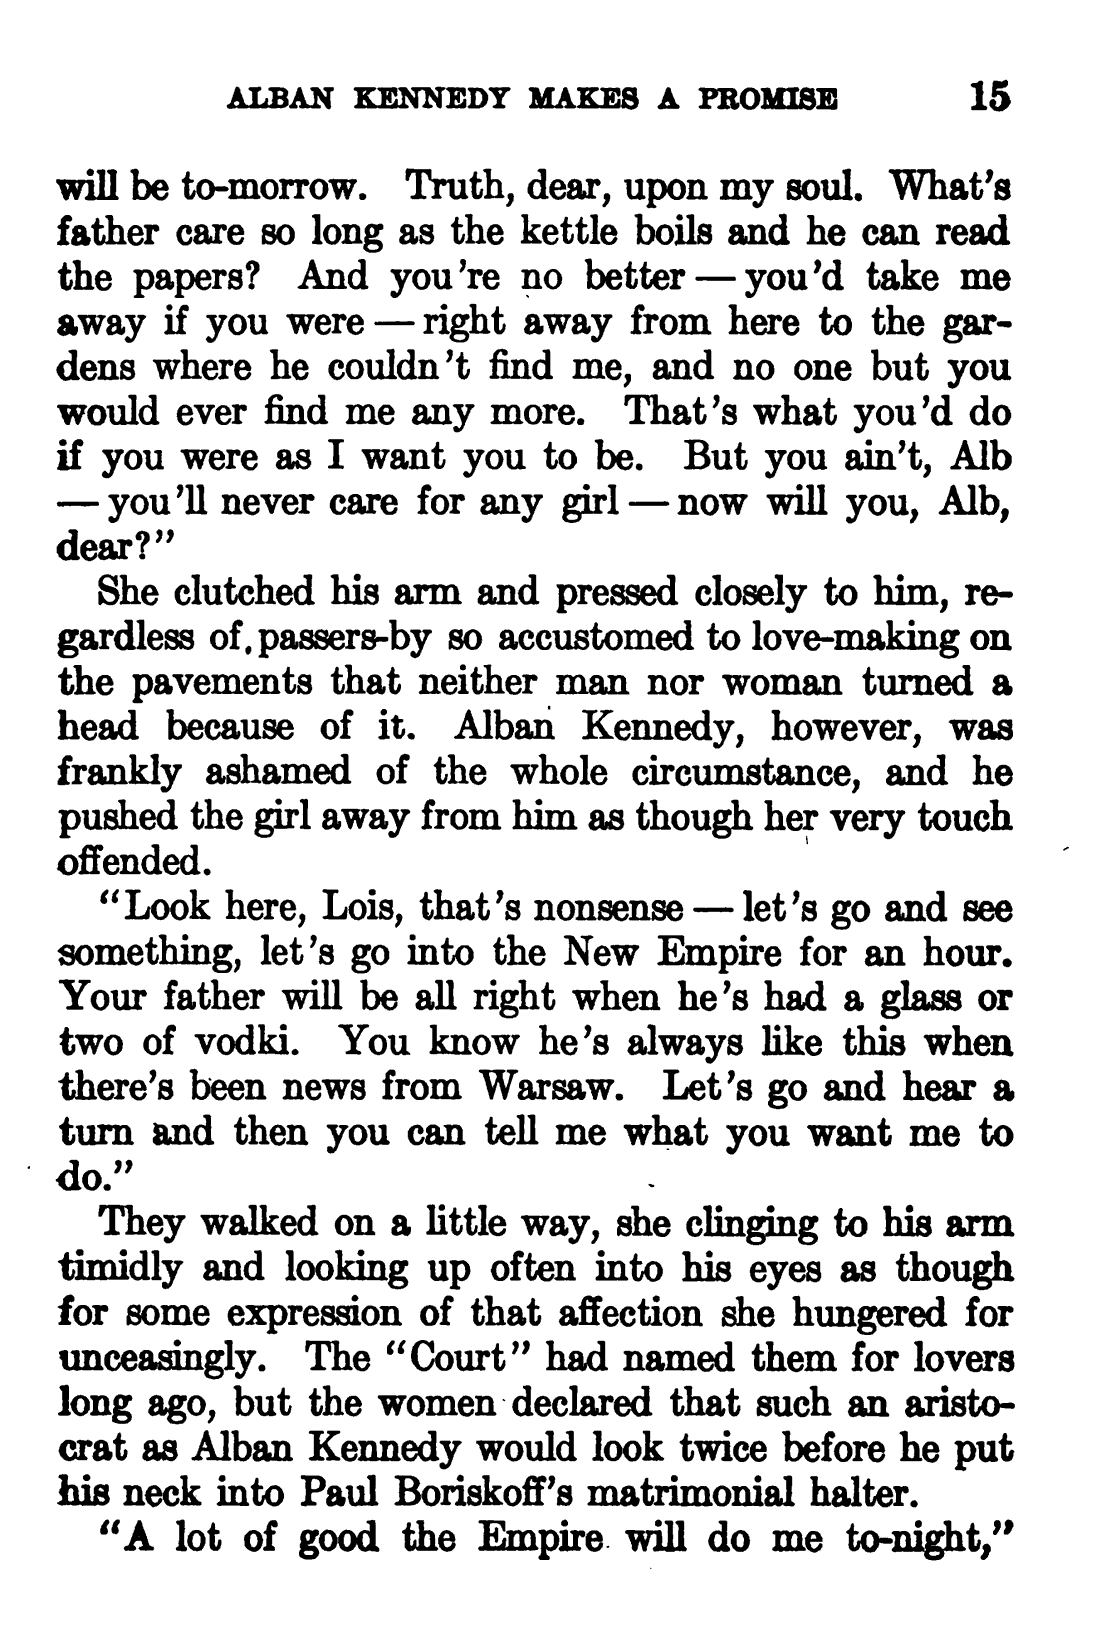 ALBAN KENNEDY MAKES A PROMISE 15
will be to-morrow. Truth, dear, upon my soul. What's
father care so long as the kettle boils and he can read
the papers? And you're no better — you'd take me
away if you were — right away from here to the gar-
dens where he couldn't find me, and no one but you
would ever find me any more. That's what you'd do
if you were as I want you to be. But you ain't, Alb
— you'll never care for any girl — now will you, Alb,
dear?"
She clutched his arm and pressed closely to him, re-
gardless of passers-by so accustomed to love-making on
the pavements that neither man nor woman turned a
head because of it. Alban Kennedy, however, was
frankly ashamed of the whole circumstance, and he
pushed the girl away from him as though her very touch
offended.
"Look here, Lois, that's nonsense — let's go and see
something, let's go into the New Empire for an hour.
Your father will be all right when he's had a glass or
two of vodki. You know he's always like this when
there's been news from Warsaw. Let's go and hear a
turn and then you can tell me what you want me to
do."
They walked on a little way, she clinging to his arm
timidly and looking up often into his eyes as though
for some expression of that affection she hungered for
unceasingly. The "Court" had named them for lovers
long ago, but the women declared that such an aristo-
crat as Alban Kennedy would look twice before he put
his neck into Paul Boriskoff's matrimonial halter.
"A lot of good the Empire will do me to-night,"